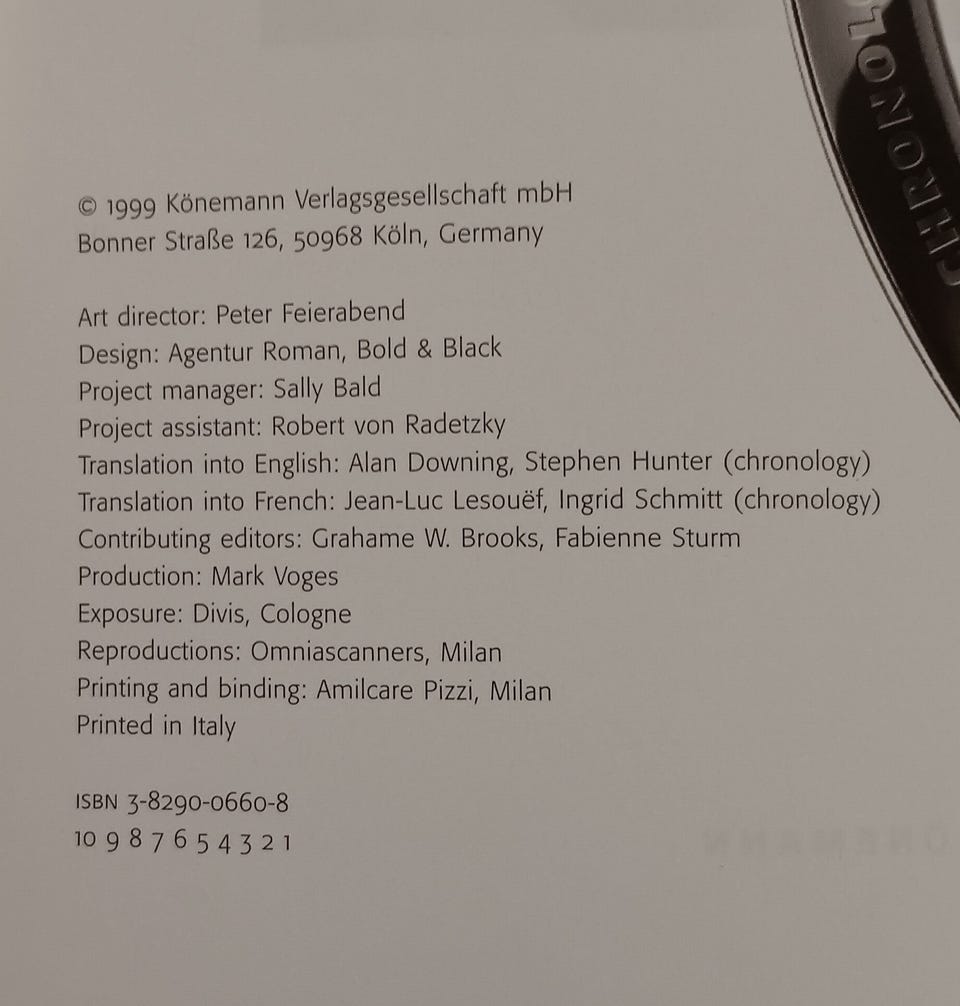 © 1999 Könemann Verlagsgesellschaft mbH
Bonner Straße 126, 50968 Köln, Germany
Art director: Peter Feierabend
Design: Agentur Roman, Bold & Black
Project manager: Sally Bald
Project assistant: Robert von Radetzky
Translation into English: Alan Downing, Stephen Hunter (chronology)
Translation into French: Jean-Luc Lesouëf, Ingrid Schmitt (chronology)
Contributing editors: Grahame W. Brooks, Fabienne Sturm
Production: Mark Voges
Exposure: Divis, Cologne
Reproductions: Omniascanners, Milan
Printing and binding: Amilcare Pizzi, Milan
Printed in Italy
ISBN 3-8290-0660-8
10 9 8 7 6 5 4 3 2 1
CHRONO